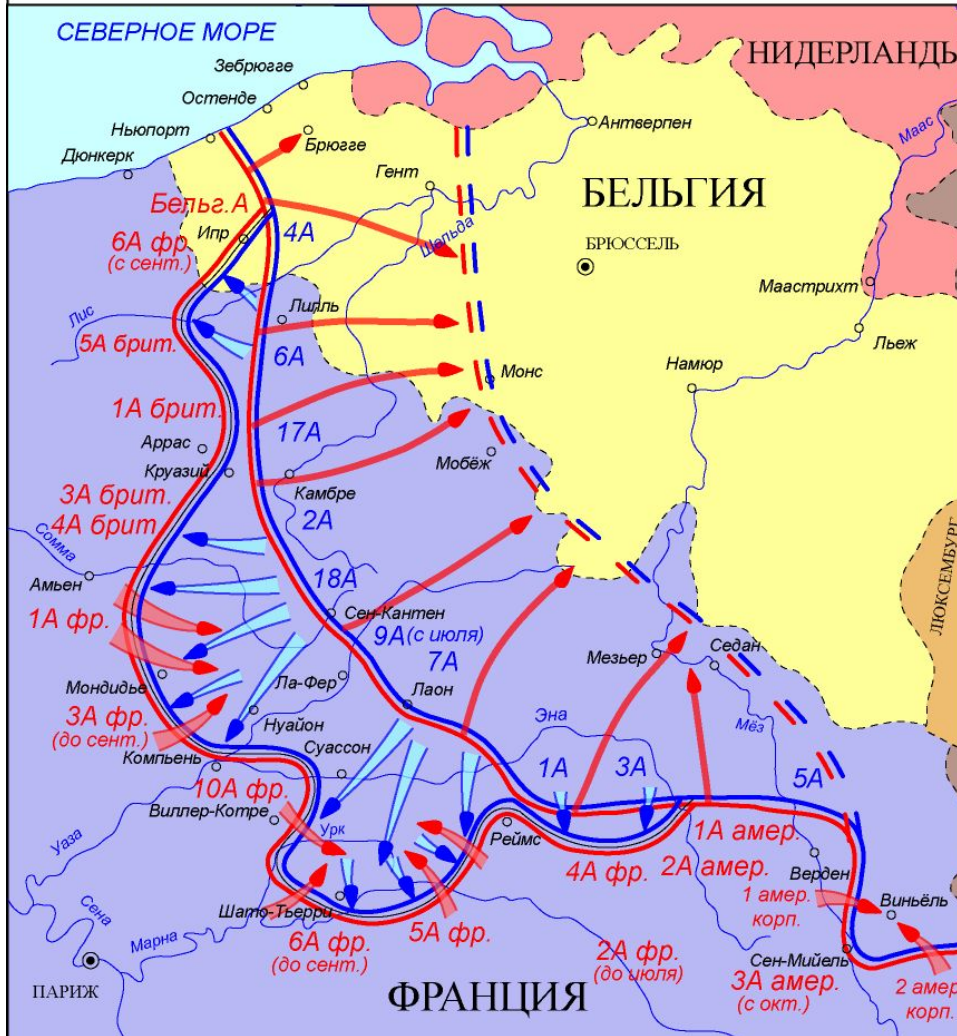 СЕВЕРНОЕ МОРЕ
НИДЕРЛАНДЫ
Зебрюгге
Остенде
Ньюпорт
Брюгге
Антверпен
Маас
Дюнкерк
Гент
БЕЛЬГИЯ
Бельг.А
Ипр
4А
Шельда
БРЮССЕЛЬ
6А фр.
(с сент.)
Маастрихт
Лис
Лилль
Льеж
5А брит.
6А
Намюр
Монс
1А брит.
17А
Аррас
Мобёж
Круазий
Камбре
3А брит.
2А
4А брит.
Сомма
ЛЮКСЕМБУРГ
Амьен
18А
Сен-Кантен
1А фр.
9А (с июля)
7А
Мезьер
Седан
Мондидье
Ла-Фер
Лаон
3А фр.
(до сент.)
Нуайон
Эна
Мёз
Суассон
Компьень
1А
3А
5А
10А фр.
Виллер-Котре
Уаза
Урк
Реймс
1А амер.
4А фр.
2А амер.
Верден
Сена
1 амер.
корп.
Виньёль
Шато-Тьерри
Марна
6А фр.
(до сент.)
5А фр.
2А фр.
(до июля)
Сен-Мийель
3А амер.
(с окт.)
2 амер.
корп.
ПАРИЖ
ФРАНЦИЯ